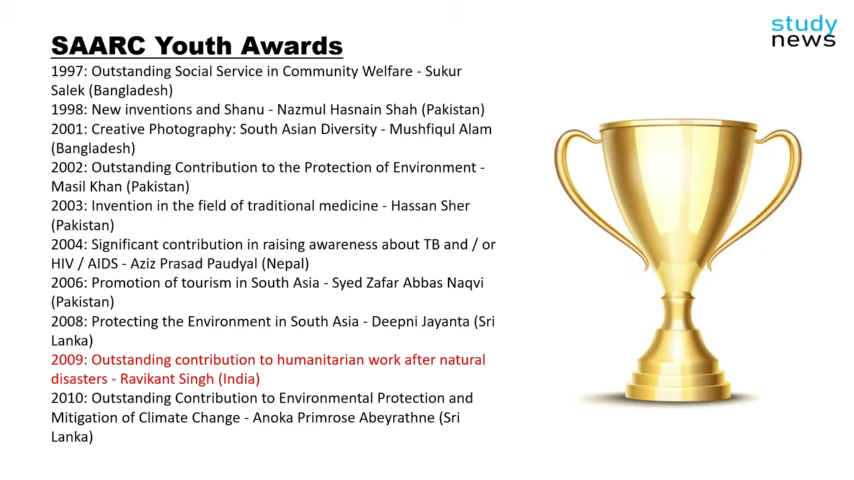 study
news
SAARC Youth Awards
1997: Outstanding Social Service in Community Welfare - Sukur
Salek (Bangladesh)
1998: New inventions and Shanu - Nazmul Hasnain Shah (Pakistan)
2001: Creative Photography: South Asian Diversity - Mushfiqul Alam
(Bangladesh)
2002: Outstanding Contribution to the Protection of Environment -
Masil Khan (Pakistan)
2003: Invention in the field of traditional medicine - Hassan Sher
(Pakistan)
2004: Significant contribution in raising awareness about TB and / or
HIV / AIDS - Aziz Prasad Paudyal (Nepal)
2006: Promotion of tourism in South Asia - Syed Zafar Abbas Naqvi
(Pakistan)
2008: Protecting the Environment in South Asia - Deepni Jayanta (Sri
Lanka)
2009: Outstanding contribution to humanitarian work after natural
disasters - Ravikant Singh (India)
2010: Outstanding Contribution to Environmental Protection and
Mitigation of Climate Change - Anoka Primrose Abeyrathne (Sri
Lanka)